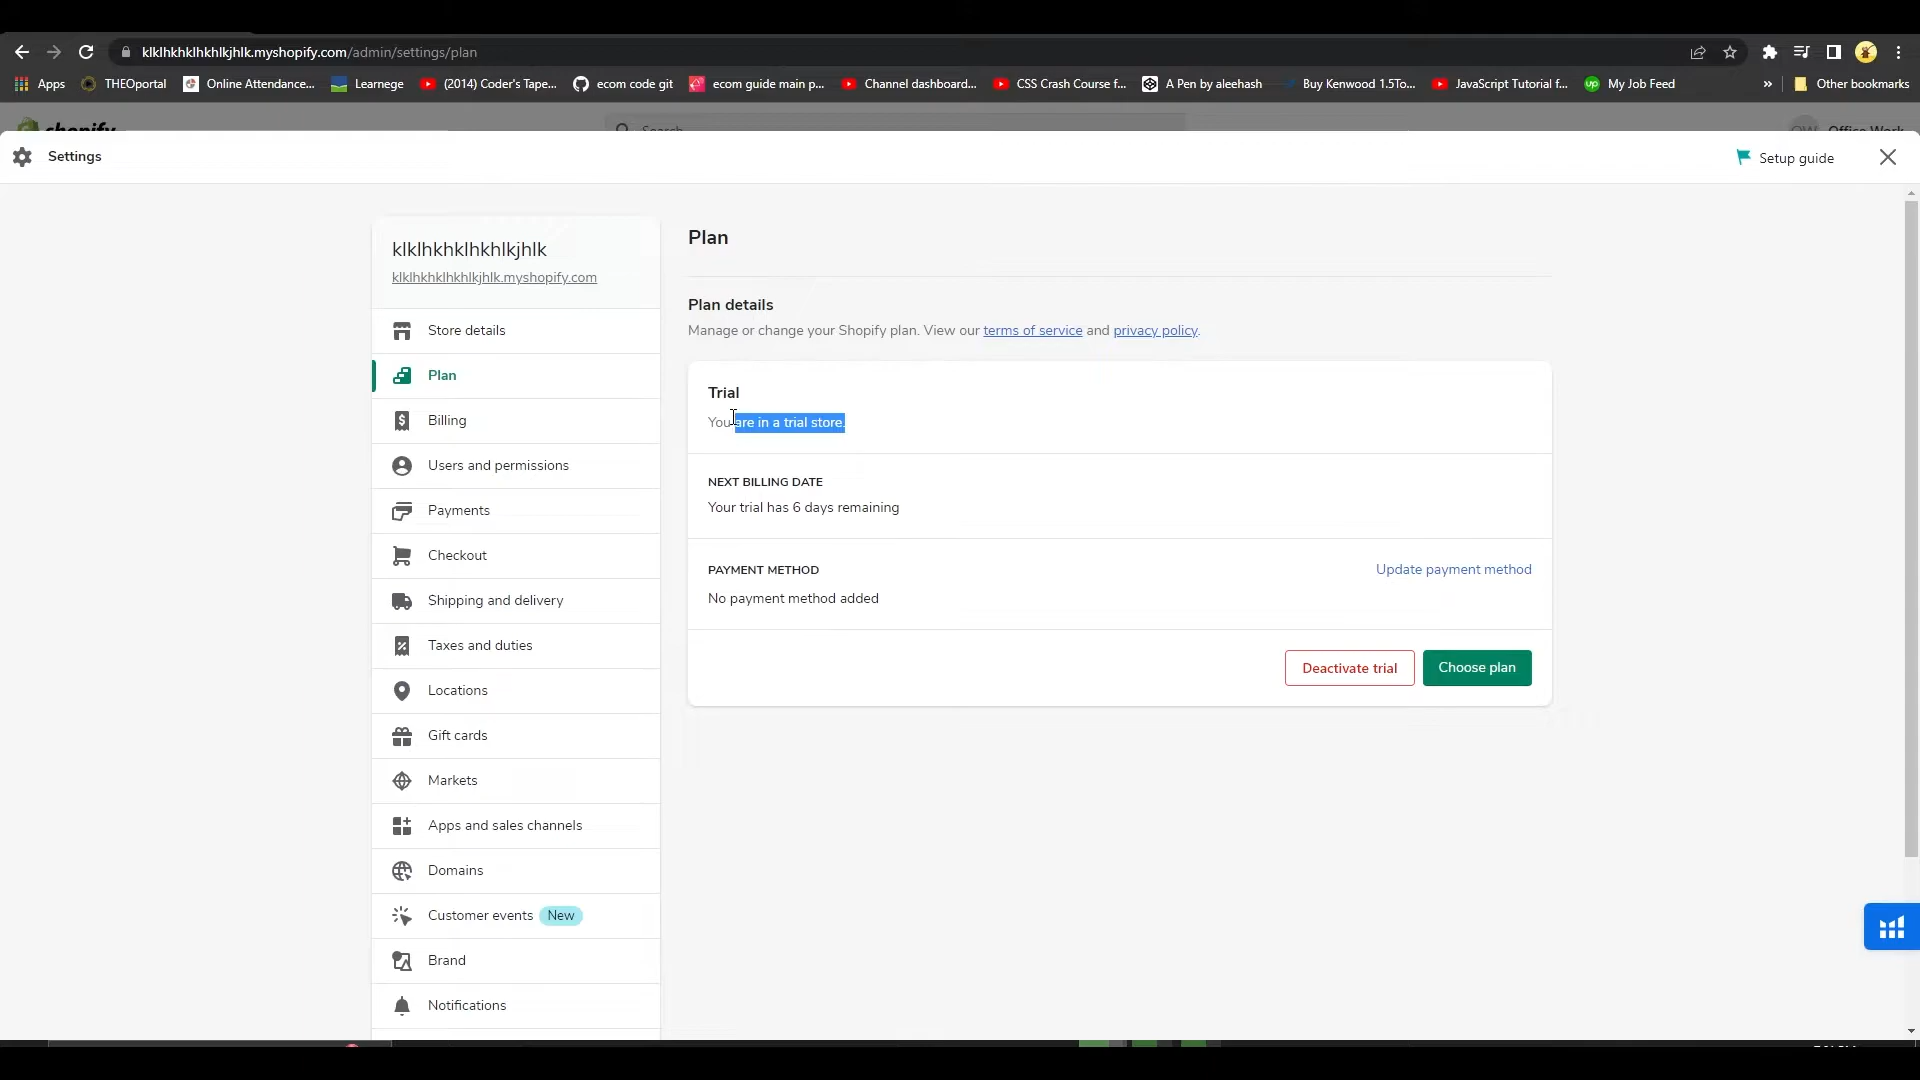 klklhkhklhkhlkjhlk.myshopify.com/admin/settings/plan
Apps THEOportal Online Attendance... Learnege (2014) Coder's Tape... ecom code git ecom guide main p... Channel dashboard... CSS Crash Course f... A Pen by aleehash Buy Kenwood 1.5To... JavaScript Tutorial f... up My Job Feed » Other bookmarks
shopify Search OW Office Work
Settings
Setup guide
klklhkhklhkhlkjhlk
klklhkhklhkhlkjhlk.myshopify.com
Store details
Plan
Billing
Users and permissions
Payments
Checkout
Shipping and delivery
Taxes and duties
Locations
Gift cards
Markets
Apps and sales channels
Domains
Customer events New
Brand
Notifications
Plan
Plan details
Manage or change your Shopify plan. View our terms of service and privacy policy.
Trial
You are in a trial store.
NEXT BILLING DATE
Your trial has 6 days remaining
PAYMENT METHOD
Update payment method
No payment method added
Deactivate trial
Choose plan